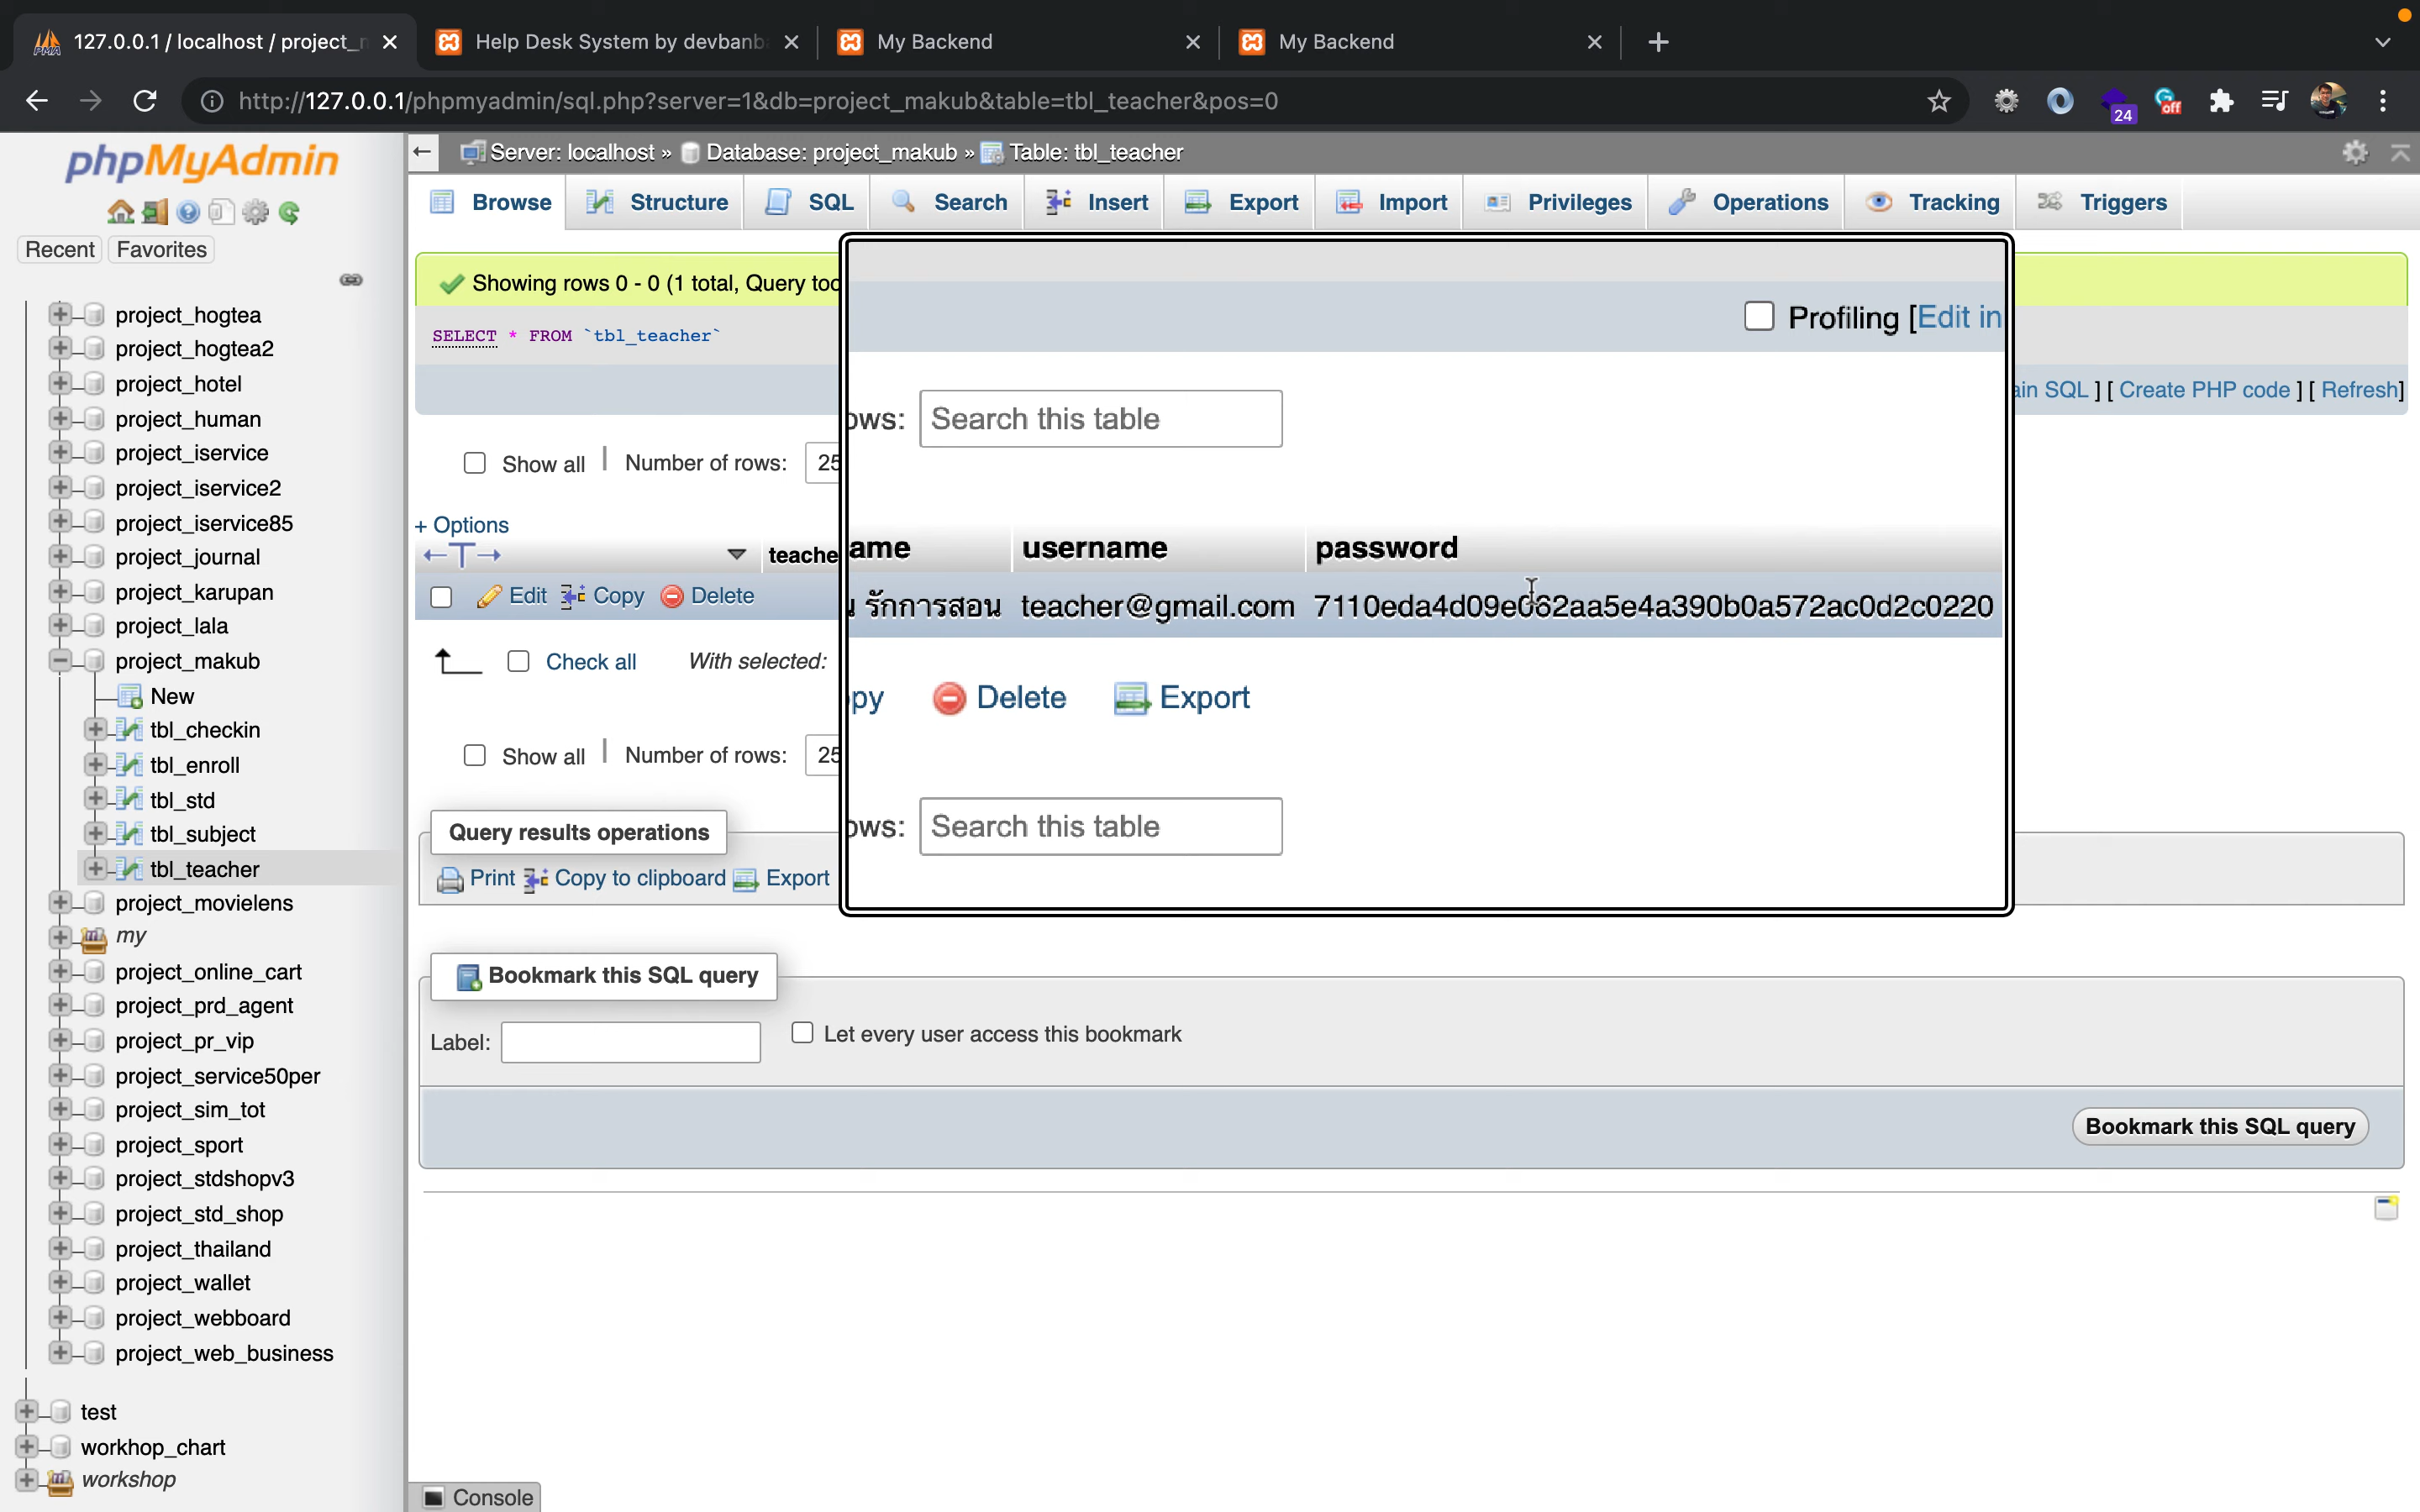 127.0.0.1 / localhost / project_
Help Desk System by devbanb
My Backend
My Backend
http://127.0.0.1/phpmyadmin/sql.php?server=1&db=project_makub&table=tbl_teacher&pos=0
24
off
phpMyAdmin
Recent
Favorites
project_hogtea
project_hogtea2
project_hotel
project_human
project_iservice
project_iservice2
project_iservice85
project_journal
project_karupan
project_lala
project_makub
New
tbl_checkin
tbl_enroll
tbl_std
tbl_subject
tbl_teacher
project_movielens
my
project_online_cart
project_prd_agent
project_pr_vip
project_service50per
project_sim_tot
project_sport
project_stdshopv3
project_std_shop
project_thailand
project_wallet
project_webboard
project_web_business
test
workhop_chart
workshop
Server: localhost » Database: project_makub » Table: tbl_teacher
Browse Structure SQL Search Insert Export Import Privileges Operations Tracking Triggers
Showing rows 0 - 0 (1 total, Query too
SELECT * FROM `tbl_teacher`
Profiling [Edit in
ain SQL ] [ Create PHP code ] [ Refresh]
Show all Number of rows: 25
ows: Search this table
+ Options
teache
ame username password
Edit Copy Delete
น รักการสอน teacher@gmail.com 7110eda4d09e062aa5e4a390b0a572ac0d2c0220
Check all With selected:
py Delete Export
Show all Number of rows: 25
ows: Search this table
Query results operations
Print Copy to clipboard Export
Bookmark this SQL query
Label: Let every user access this bookmark
Bookmark this SQL query
Console